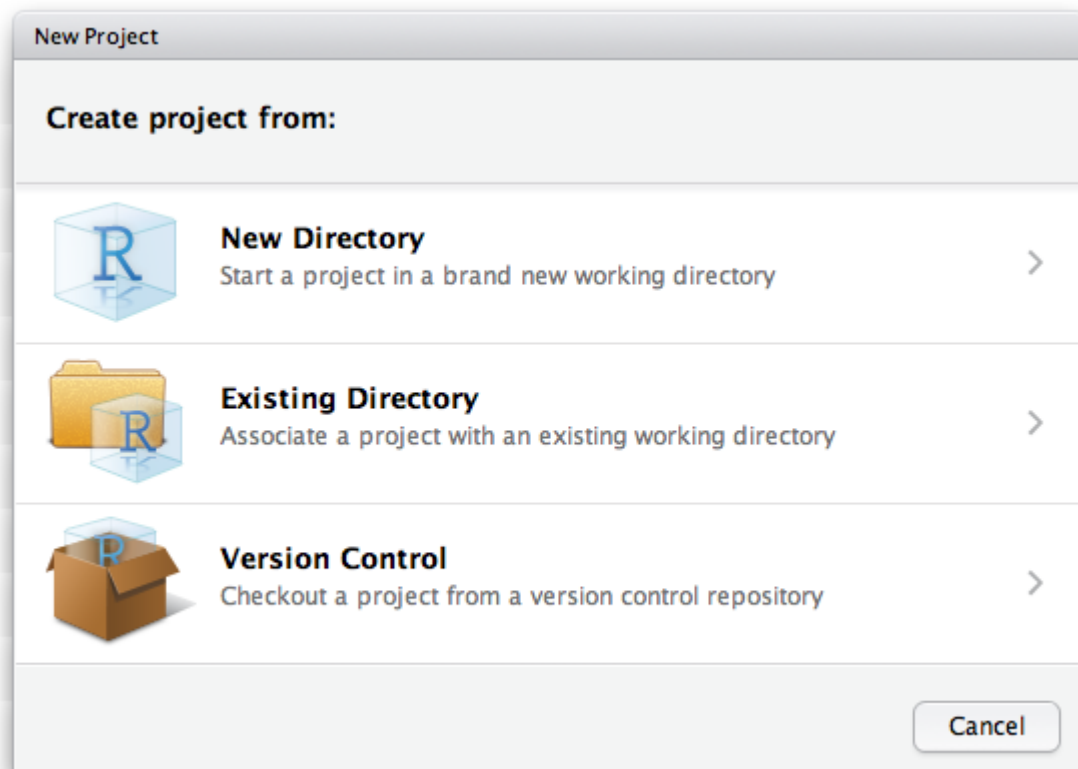 New Project
Create project from:
R
New Directory
Start a project in a brand new working directory
R
Existing Directory
Associate a project with an existing working directory
R
Version Control
Checkout a project from a version control repository
Cancel